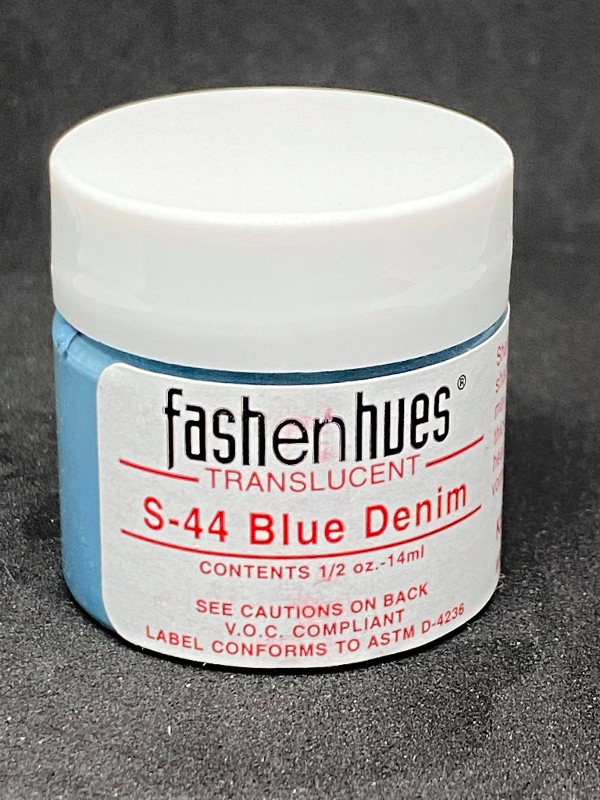 fashenhues®
TRANSLUCENT
S-44 Blue Denim
CONTENTS 1/2 oz.-14ml
SEE CAUTIONS ON BACK
V.O.C. COMPLIANT
LABEL CONFORMS TO ASTM D-4236